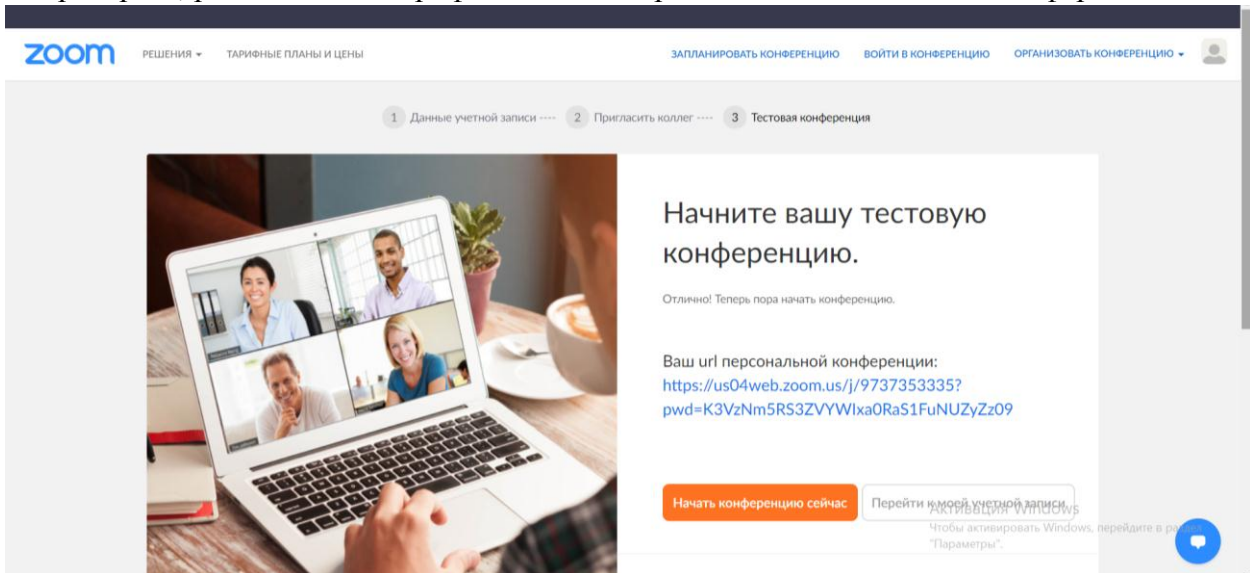 zoom РЕШЕНИЯ ТАРИФНЫЕ ПЛАНЫ И ЦЕНЫ ЗАПЛАНИРОВАТЬ КОНФЕРЕНЦИЮ ВОЙТИ В КОНФЕРЕНЦИЮ ОРГАНИЗОВАТЬ КОНФЕРЕНЦИЮ
1 Данные учетной записи ---- 2 Пригласить коллег ---- 3 Тестовая конференция
Начните вашу тестовую
конференцию.
Отлично! Теперь пора начать конференцию.
Ваш url персональной конференции:
https://us04web.zoom.us/j/9737353335?
pwd=K3VzNm5RS3ZVYWlxa0RaS1FuNUZyZz09
Начать конференцию сейчас Перейти к моей учетной записи
Активация Windows
Чтобы активировать Windows, перейдите в раздел
"Параметры".